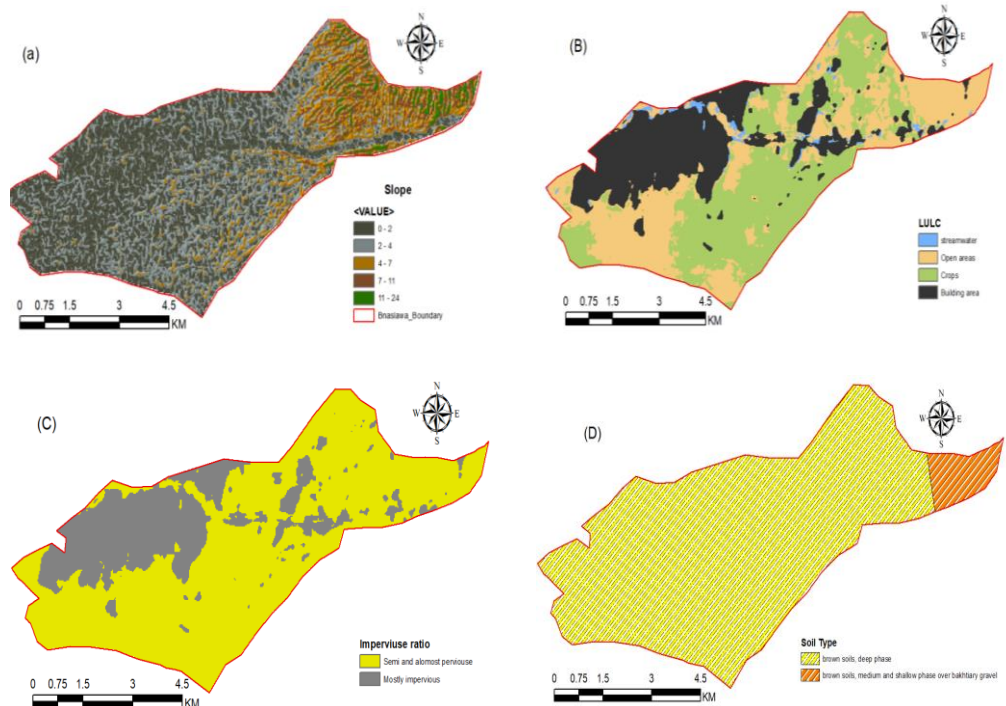 (a)
N
W E
S
Slope
<VALUE>
0 - 2
2 - 4
4 - 7
7 - 11
11 - 24
Bnasiawa_Boundary
0 0.75 1.5 3 4.5
KM
(B)
N
W E
S
LULC
streamwater
Open areas
Crops
Building area
0 0.75 1.5 3 4.5
KM
(C)
N
W E
S
Imperviuse ratio
Semi and alomost perviouse
Mostly impervious
0 0.75 1.5 3 4.5
KM
(D)
N
W E
S
Soil Type
brown soils, deep phase
brown soils, medium and shallow phase over bakhtiary gravel
0 0.75 1.5 3 4.5
KM